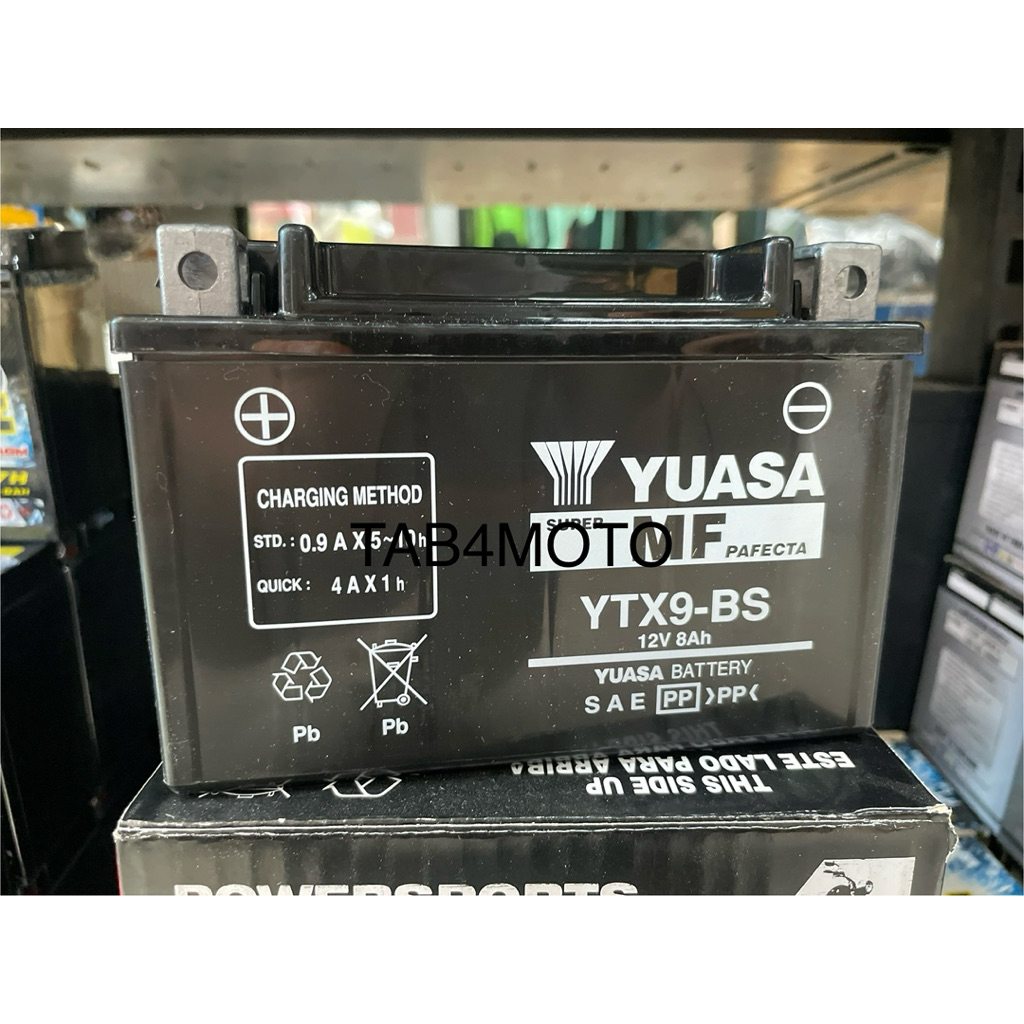 CHARGING METHOD
STD. : 0.9 A X 5~10h
QUICK : 4 A X 1 h
Pb
Pb
YUASA
SUPER MF PAFECTA
YTX9-BS
12V 8Ah
YUASA BATTERY
S A E PP >PP<
TAB4MOTO
THIS SIDE UP
ESTE LADO PARA ARRIBA
POWERSPORTS